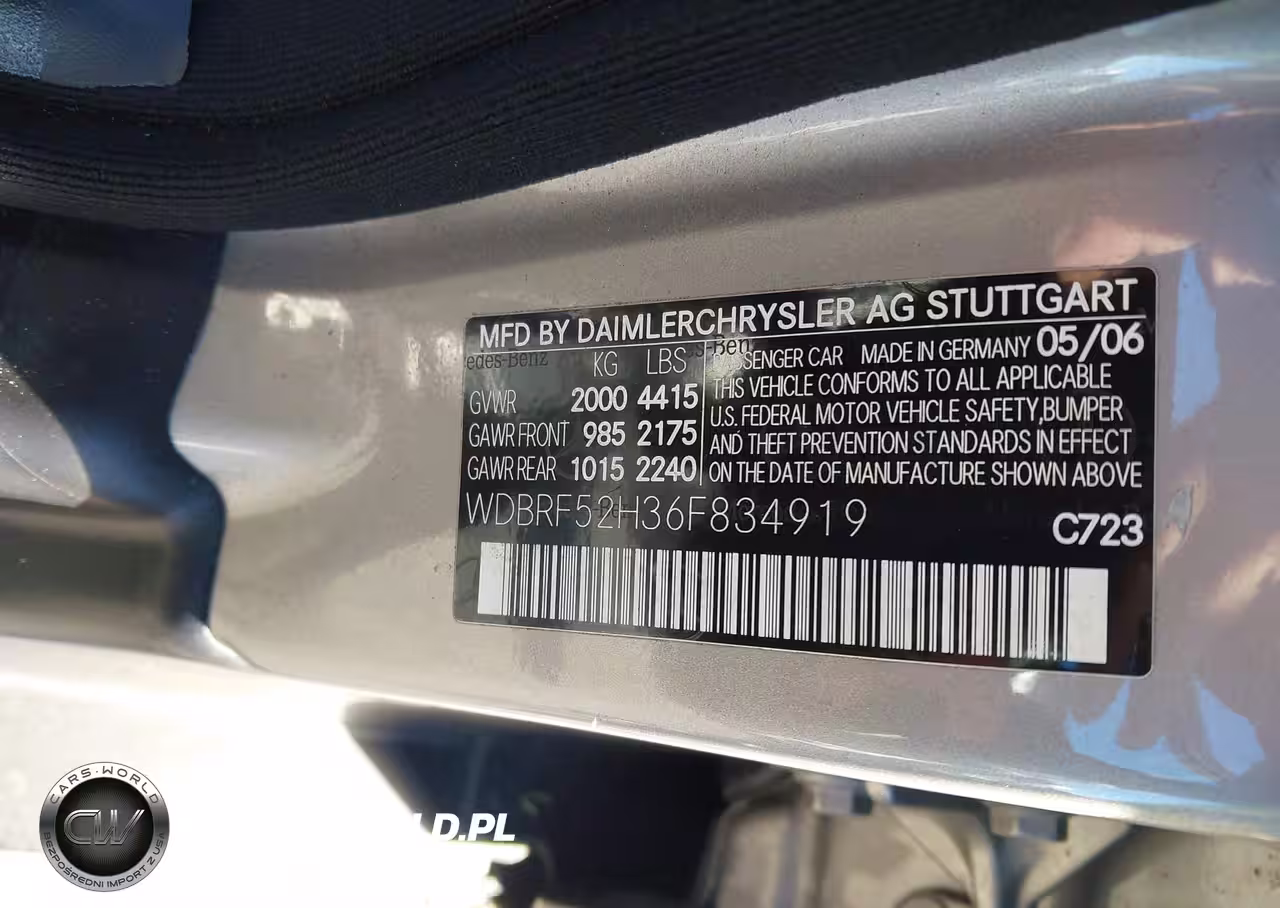 MFD BY DAIMLERCHRYSLER AG STUTTGART
KG LBS
GVWR 2000 4415
GAWR FRONT 985 2175
GAWR REAR 1015 2240
PASSENGER CAR MADE IN GERMANY 05/06
THIS VEHICLE CONFORMS TO ALL APPLICABLE
U.S. FEDERAL MOTOR VEHICLE SAFETY,BUMPER
AND THEFT PREVENTION STANDARDS IN EFFECT
ON THE DATE OF MANUFACTURE SHOWN ABOVE
WDBRF52H36F834919
C723
CARS·WORLD
CW
BEZPOŚREDNI IMPORT Z USA
LD.PL